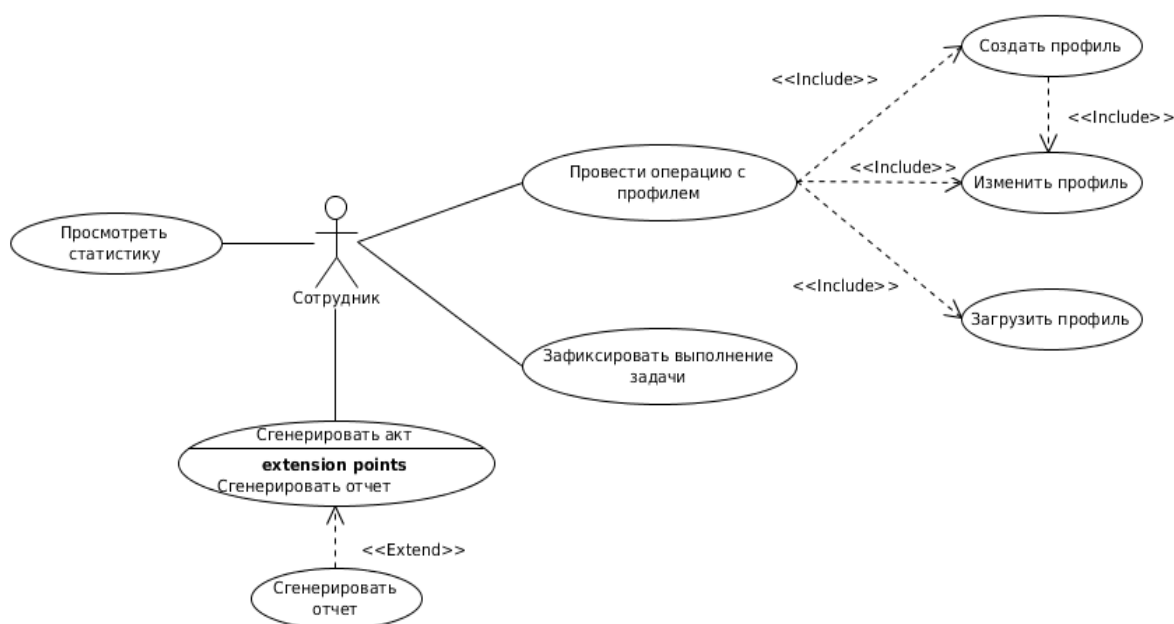 Создать профиль
<<Include>>
<<Include>>
Провести операцию с
профилем
<<Include>>
Изменить профиль
Просмотреть
статистику
Сотрудник
<<Include>>
Загрузить профиль
Зафиксировать выполнение
задачи
Сгенерировать акт
extension points
Сгенерировать отчет
<<Extend>>
Сгенерировать
отчет